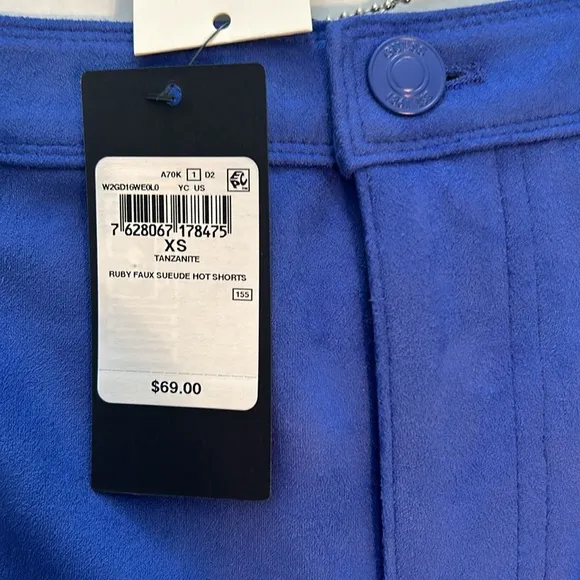 A70K 1 D2
W2GD16WE0L0 YC US
7 628067 178475
XS
TANZANITE
RUBY FAUX SUEUDE HOT SHORTS
155
$69.00